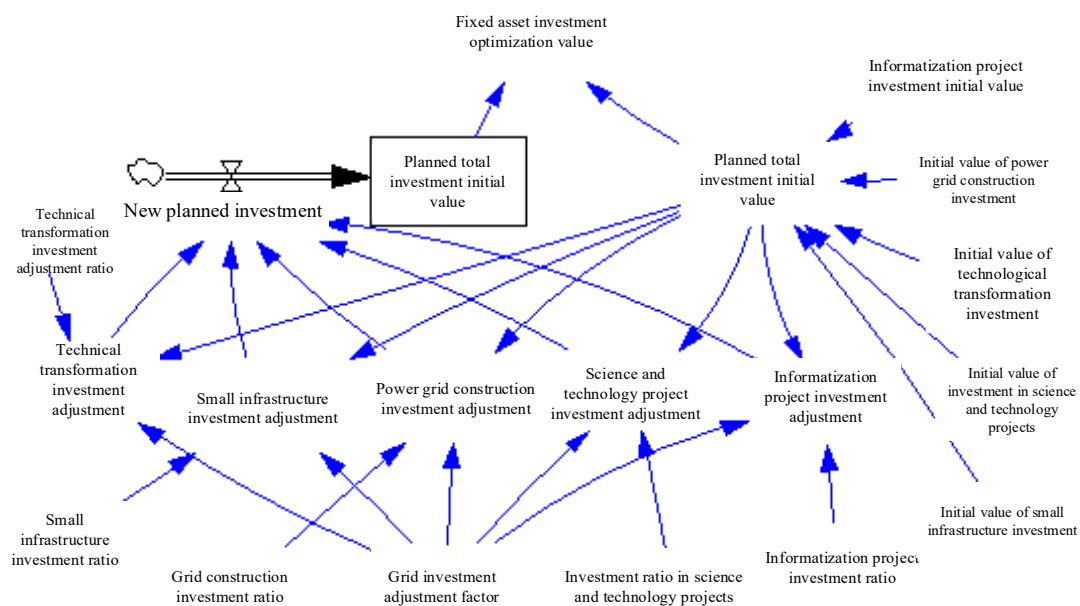 Fixed asset investment
optimization value
Informatization project
investment initial value
Planned total
investment initial
value
Planned total
investment initial
value
Initial value of power
grid construction
investment
New planned investment
Technical
transformation
investment
adjustment ratio
Initial value of
technological
transformation
investment
Technical
transformation
investment
adjustment
Small infrastructure
investment adjustment
Power grid construction
investment adjustment
Science and
technology project
investment adjustment
Informatization
project investment
adjustment
Initial value of
investment in science
and technology
projects
Small
infrastructure
investment ratio
Initial value of small
infrastructure investment
Grid construction
investment ratio
Grid investment
adjustment factor
Investment ratio in science
and technology projects
Informatization project
investment ratio